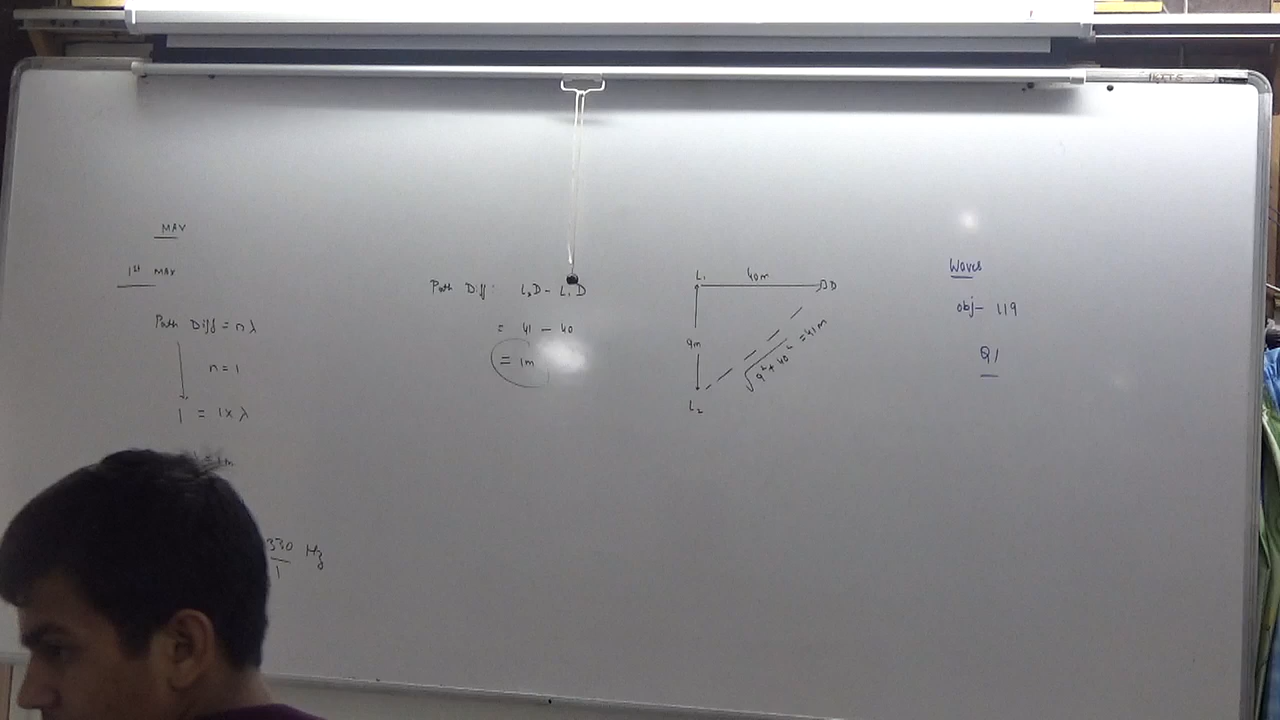 MAX
1st MAX
Path Diff = nλ
n = 1
1 = 1 x λ
= 1m
330
1
Hz
Path Diff: L2D - L1D
= 41 - 40
= 1m
L1
40m
D
9m
√9² + 40² = 41m
L2
Waves
obj- 119
Q1